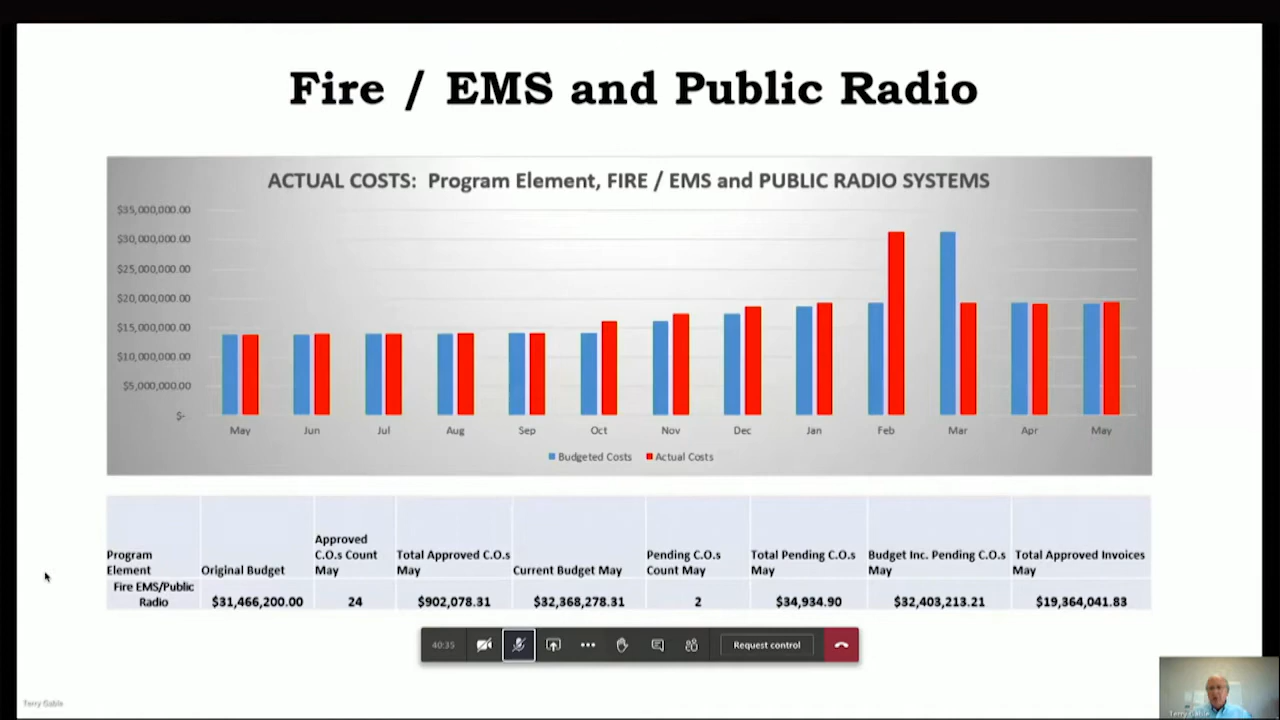 Fire / EMS and Public Radio
ACTUAL COSTS: Program Element, FIRE / EMS and PUBLIC RADIO SYSTEMS
$35,000,000.00
$30,000,000.00
$25,000,000.00
$20,000,000.00
$15,000,000.00
$10,000,000.00
$5,000,000.00
$-
May Jun Jul Aug Sep Oct Nov Dec Jan Feb Mar Apr May
Budgeted Costs Actual Costs
Program
Element
Original Budget
Approved
C.O.s Count
May
Total Approved C.O.s
May
Current Budget May
Pending C.O.s
Count May
Total Pending C.O.s
May
Budget Inc. Pending C.O.s
May
Total Approved Invoices
May
Fire EMS/Public
Radio
$31,466,200.00
24
$902,078.31
$32,368,278.31
2
$34,934.90
$32,403,213.21
$19,364,041.83
40:35
Request control
Terry Gable
Terry Gable